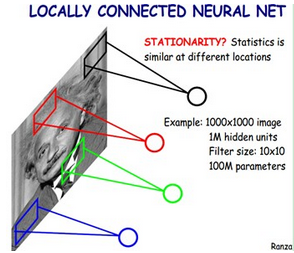 LOCALLY CONNECTED NEURAL NET
STATIONARITY? Statistics is
similar at different locations
Example: 1000x1000 image
1M hidden units
Filter size: 10x10
100M parameters
Ranza